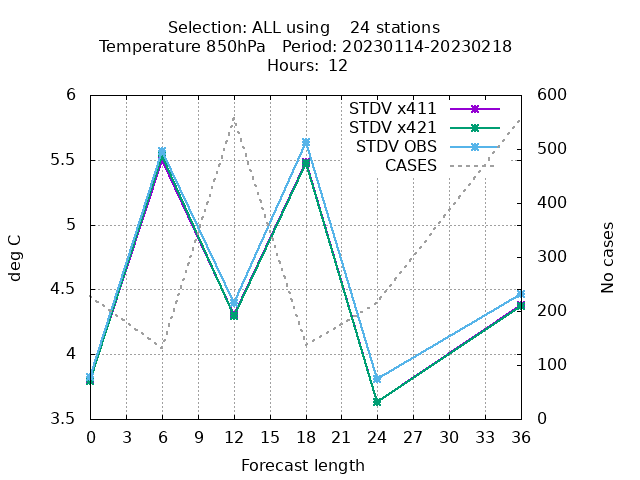 Selection: ALL using    24 stations
Temperature 850hPa   Period: 20230114-20230218
Hours:  12
6
5.5
5
4.5
4
3.5
deg C
600
500
400
300
200
100
0
No cases
STDV x411
STDV x421
STDV OBS
CASES
0 3 6 9 12 15 18 21 24 27 30 33 36
Forecast length